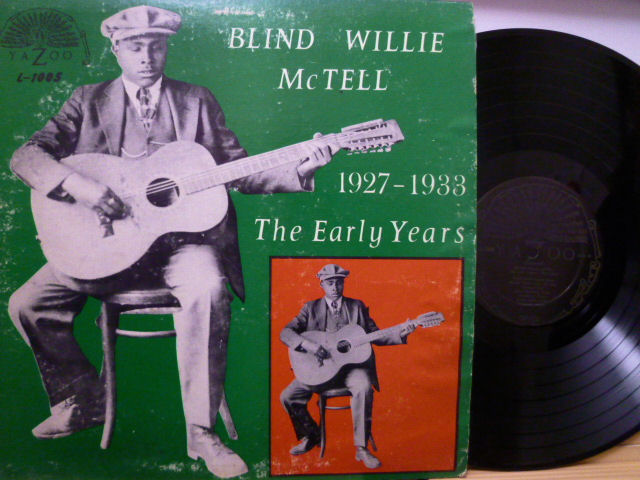 YAZOO
L-1005
BLIND WILLIE
McTELL
1927-1933
The Early Years
YAZOO